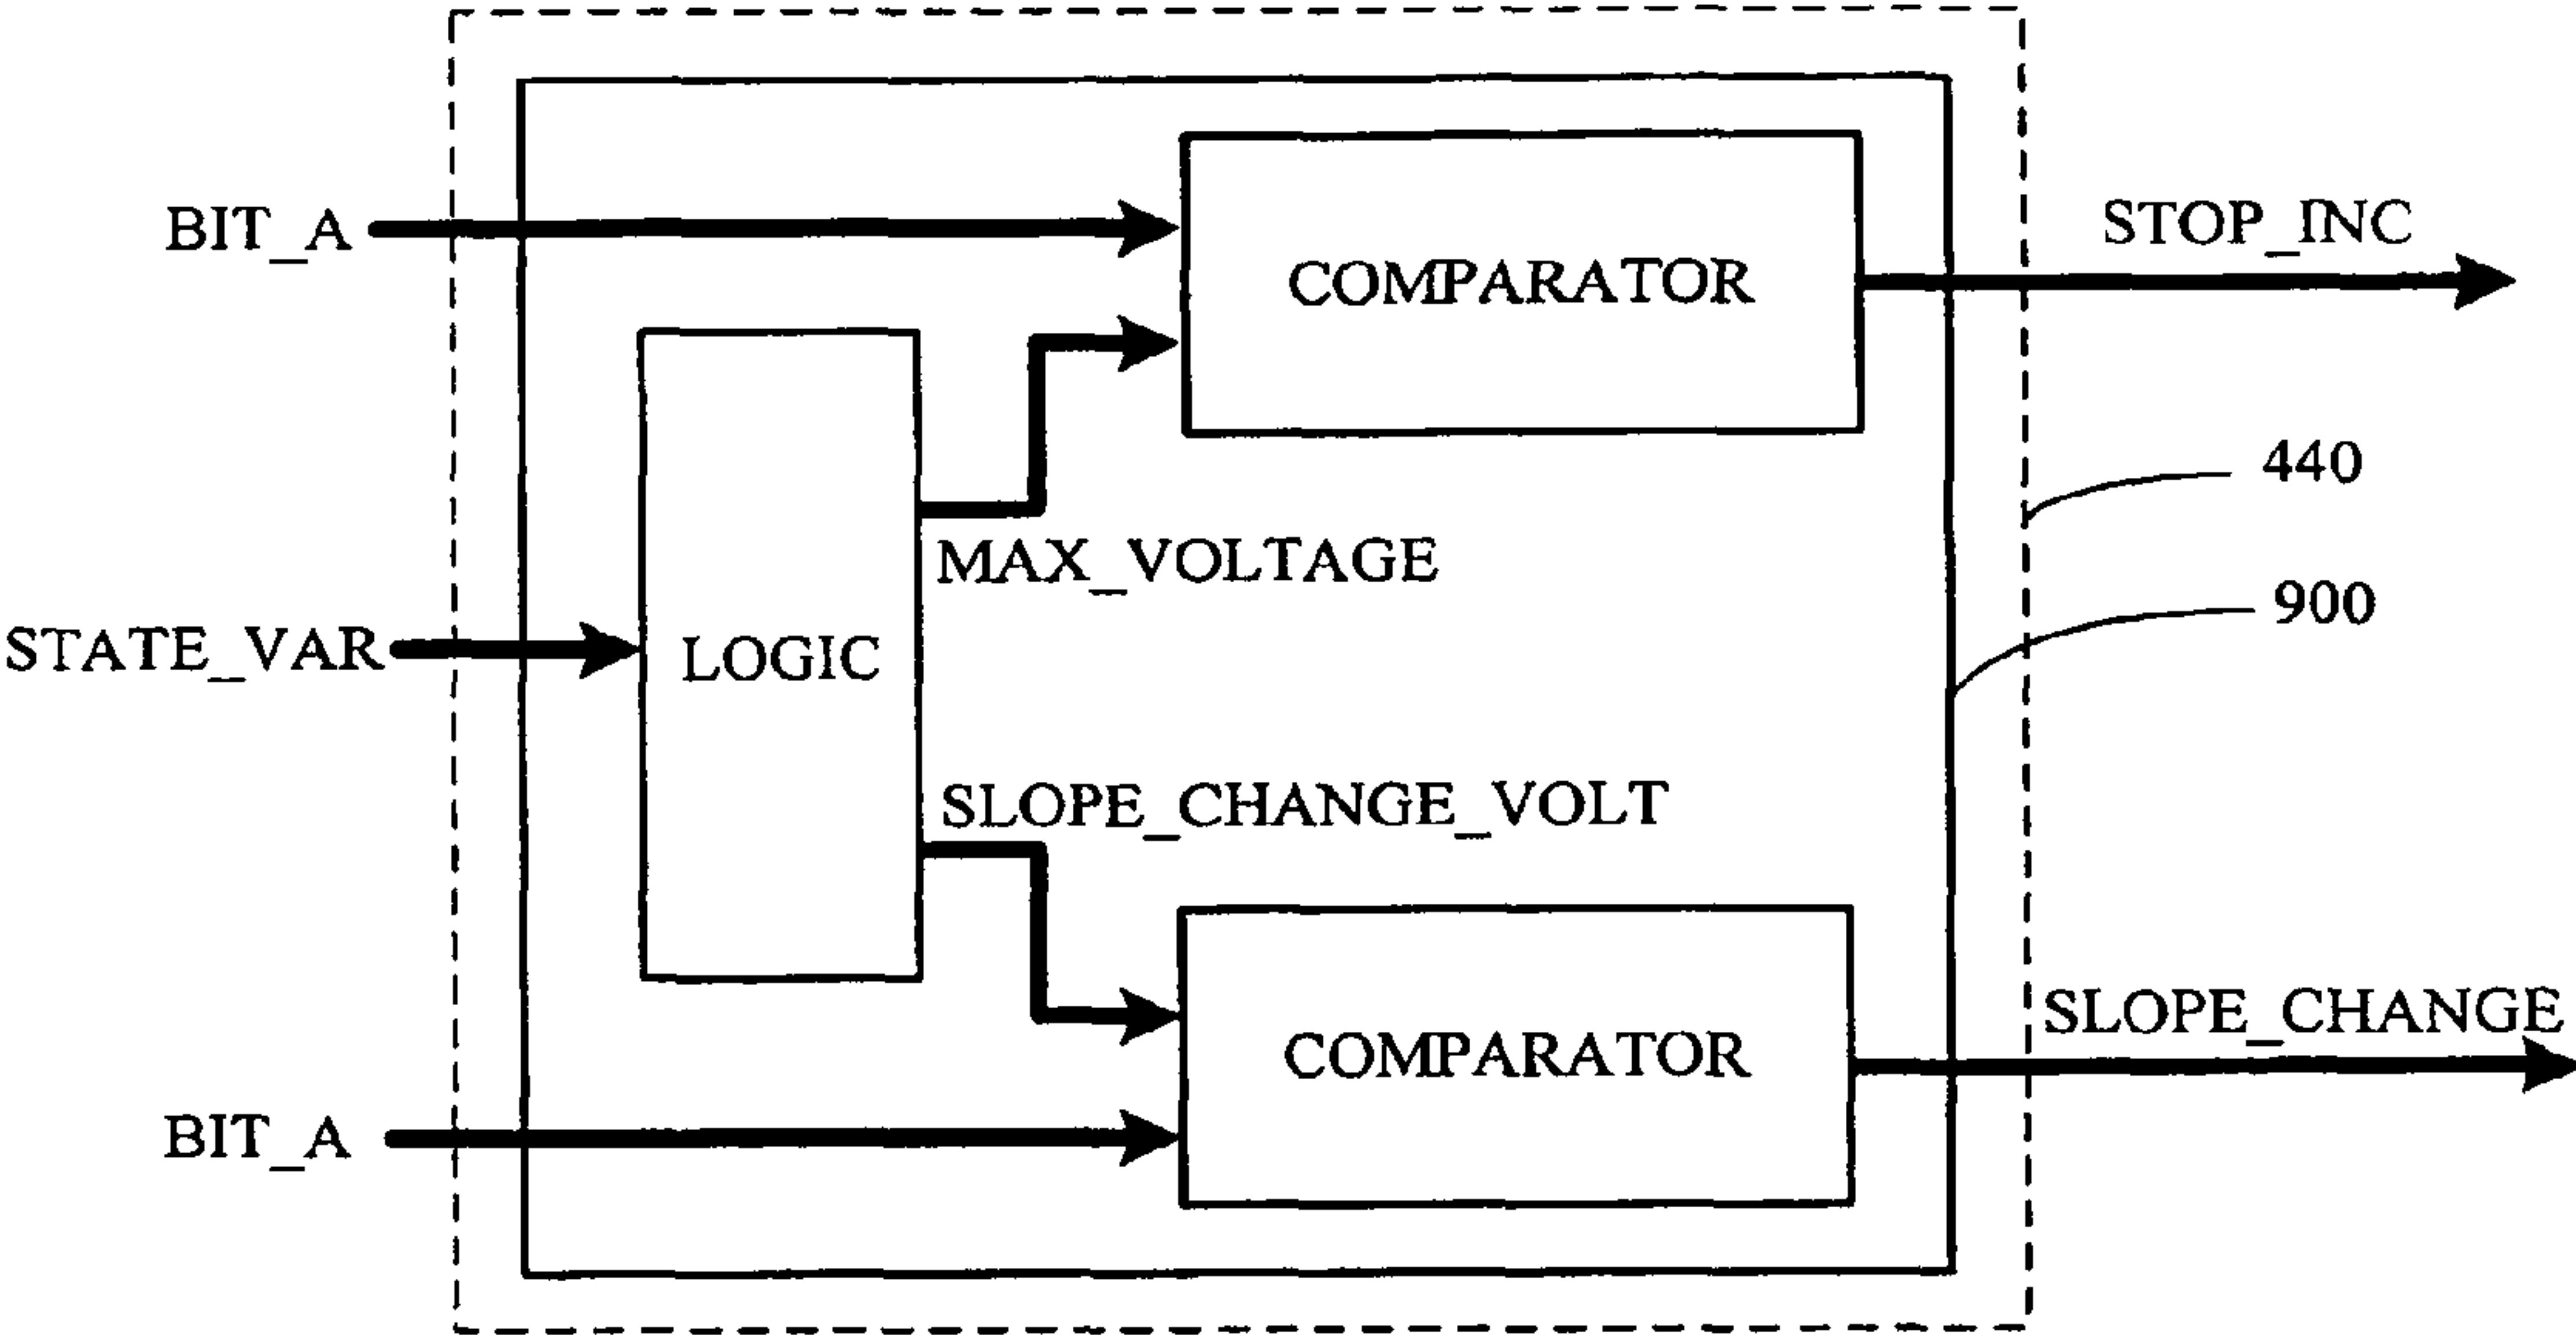 BIT_A
COMPARATOR
STOP_INC
440
MAX_VOLTAGE
900
STATE_VAR
LOGIC
SLOPE_CHANGE_VOLT
SLOPE_CHANGE
COMPARATOR
BIT_A